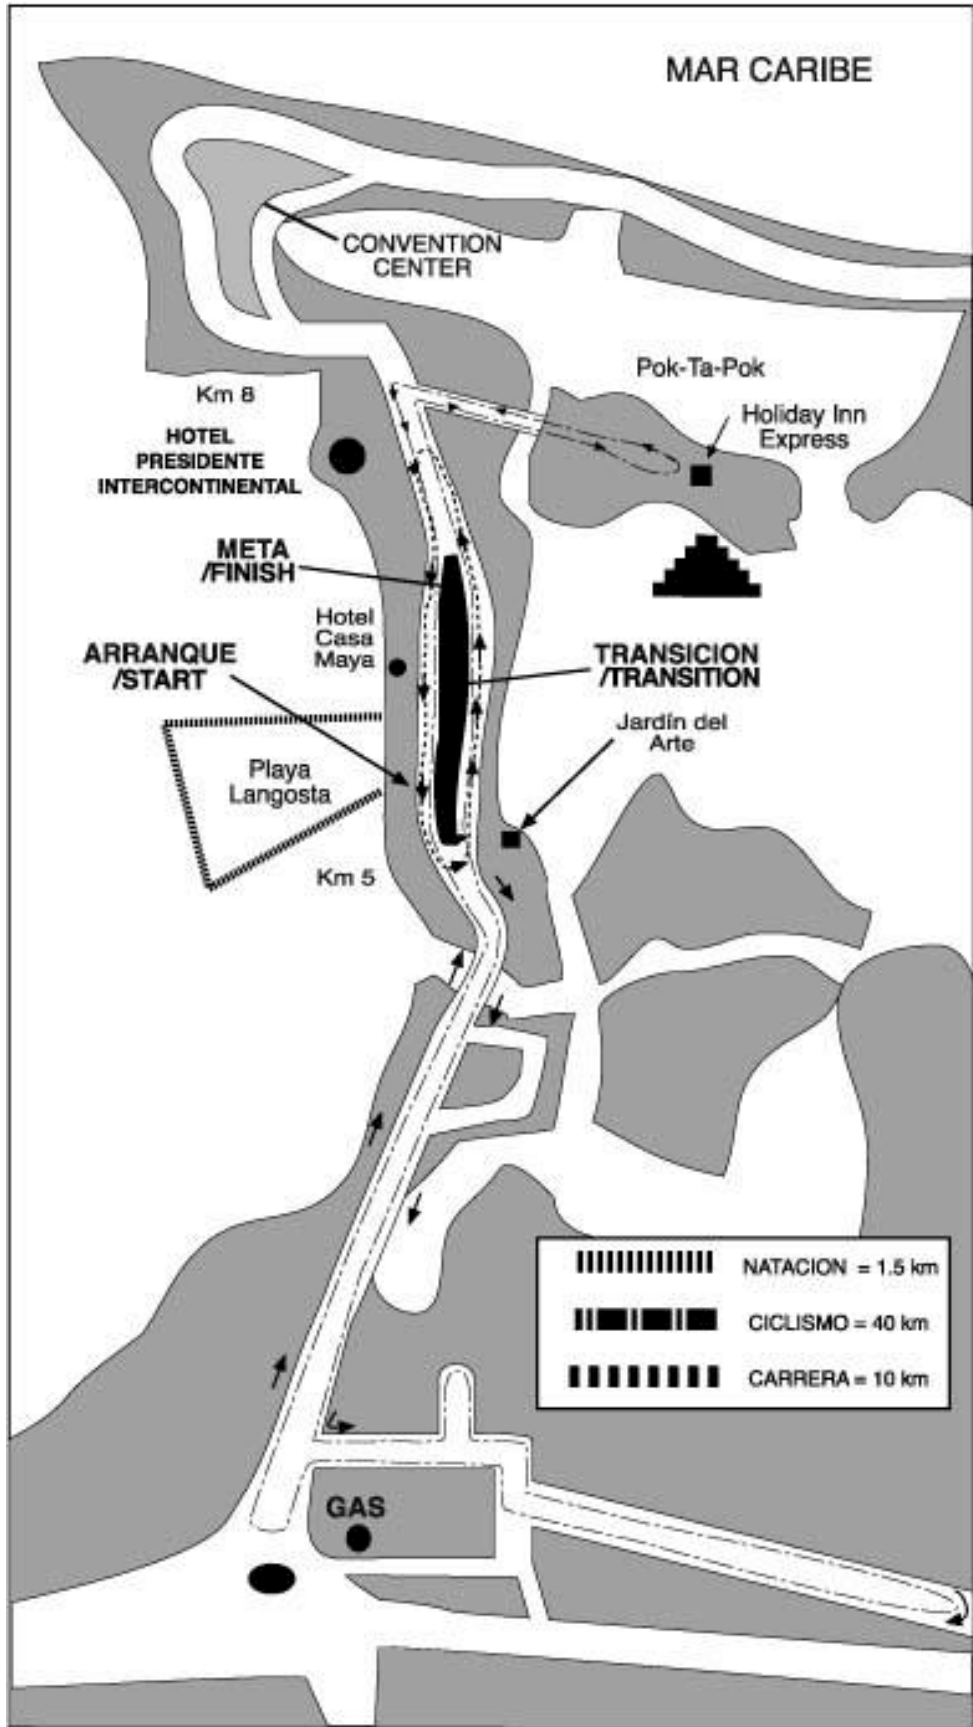 MAR CARIBE
CONVENTION
CENTER
Pok-Ta-Pok
Km 8
Holiday Inn
Express
HOTEL
PRESIDENTE
INTERCONTINENTAL
META
/FINISH
Hotel
Casa
Maya
ARRANQUE
/START
TRANSICION
/TRANSITION
Jardín del
Arte
Playa
Langosta
Km 5
NATACION = 1.5 km
CICLISMO = 40 km
CARRERA = 10 km
GAS